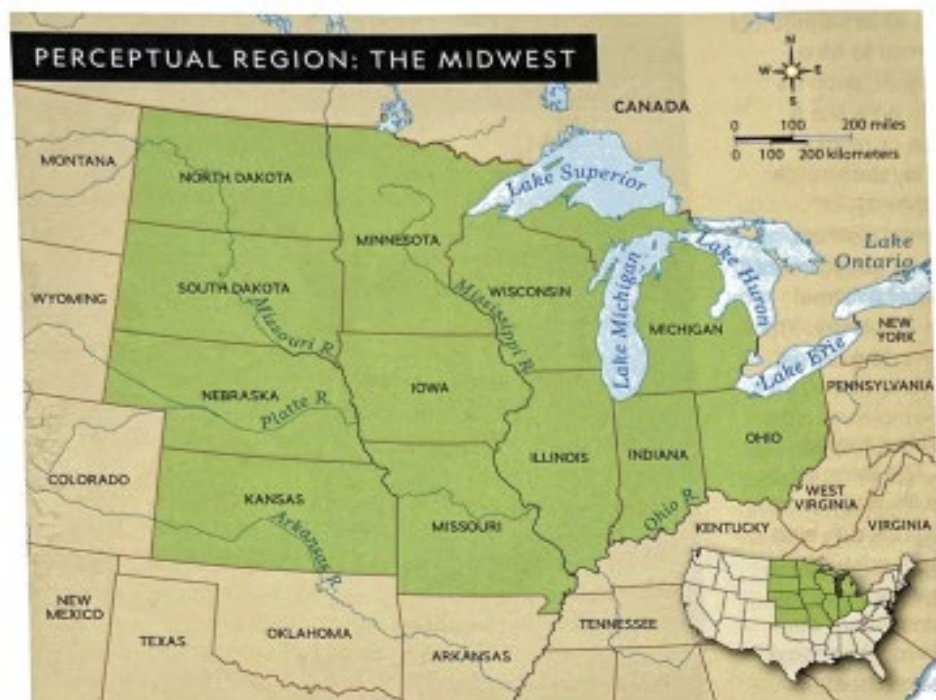 PERCEPTUAL REGION: THE MIDWEST
N
W
E
S
CANADA
0 100 200 miles
0 100 200 kilometers
MONTANA
NORTH DAKOTA
Lake Superior
MINNESOTA
Lake
Ontario
WYOMING
SOUTH DAKOTA
Missouri R.
Mississippi R.
WISCONSIN
Lake Michigan
Lake Huron
MICHIGAN
NEW
YORK
Lake Erie
PENNSYLVANIA
NEBRASKA
Platte R.
IOWA
ILLINOIS
INDIANA
OHIO
COLORADO
KANSAS
Arkansas R.
MISSOURI
Ohio R.
KENTUCKY
WEST
VIRGINIA
VIRGINIA
NEW
MEXICO
TEXAS
OKLAHOMA
ARKANSAS
TENNESSEE